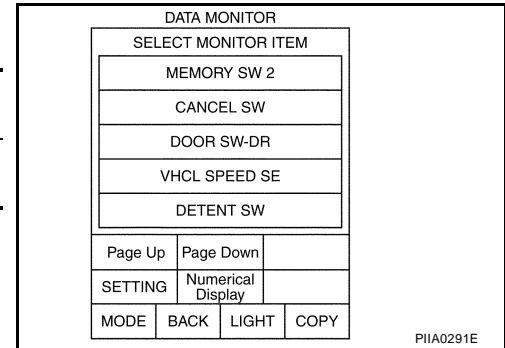 DATA MONITOR
SELECT MONITOR ITEM
MEMORY SW 2
CANCEL SW
DOOR SW-DR
VHCL SPEED SE
DETENT SW
Page Up Page Down
SETTING Numerical
Display
MODE BACK LIGHT COPY
PIIA0291E